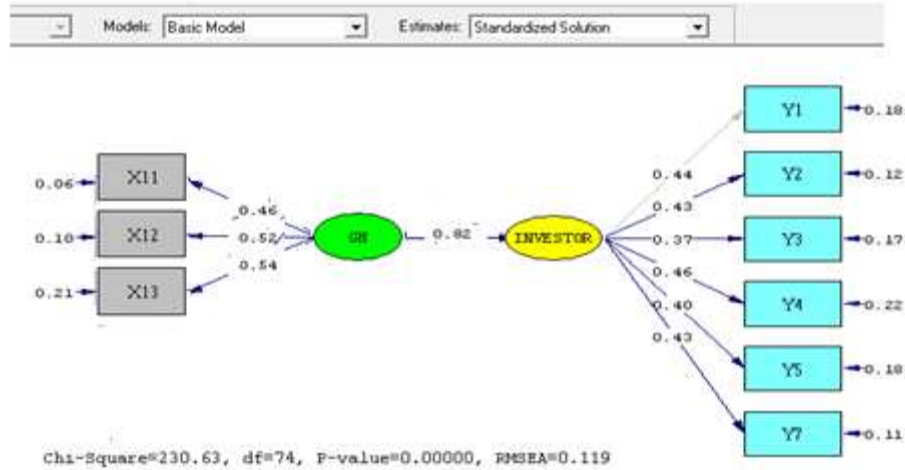 Models: Basic Model Estimates: Standardized Solution
Y1 0.18
0.44
X11 Y2 0.12
0.06
0.46 0.43
0.10 X12 0.52 GH 0.82 INVESTOR 0.37 Y3 0.17
0.54 0.46
0.21 X13 0.40 Y4 0.22
0.43
Y5 0.18
Y7 0.11
Chi-Square=230.63, df=74, P-value=0.00000, RMSEA=0.119